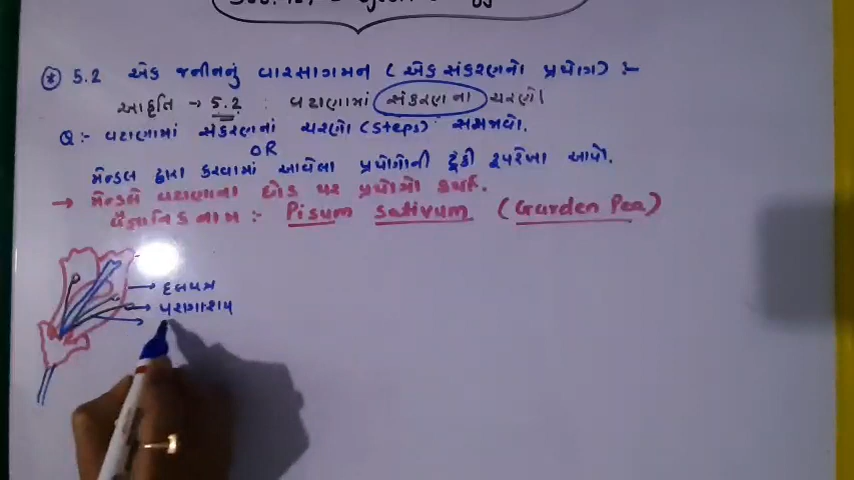 * 5.2 એક જનીનનું વારસાગમન (એક સંકરણનો પ્રયોગ) :-
આકૃતિ → 5.2 : વટાણામાં સંકરણના ચરણો
Q :- વટાણામાં સંકરણનાં ચરણો (Steps) સમજાવો.
OR
મેન્ડલ દ્વારા કરવામાં આવેલા પ્રયોગોની ટૂંકી રૂપરેખા આપો.
→ મેન્ડલે વટાણાના છોડ પર પ્રયોગો કર્યા.
વૈજ્ઞાનિક નામ :- Pisum Sativum (Garden Pea)
→ દલપત્ર
→ પરાગાશય